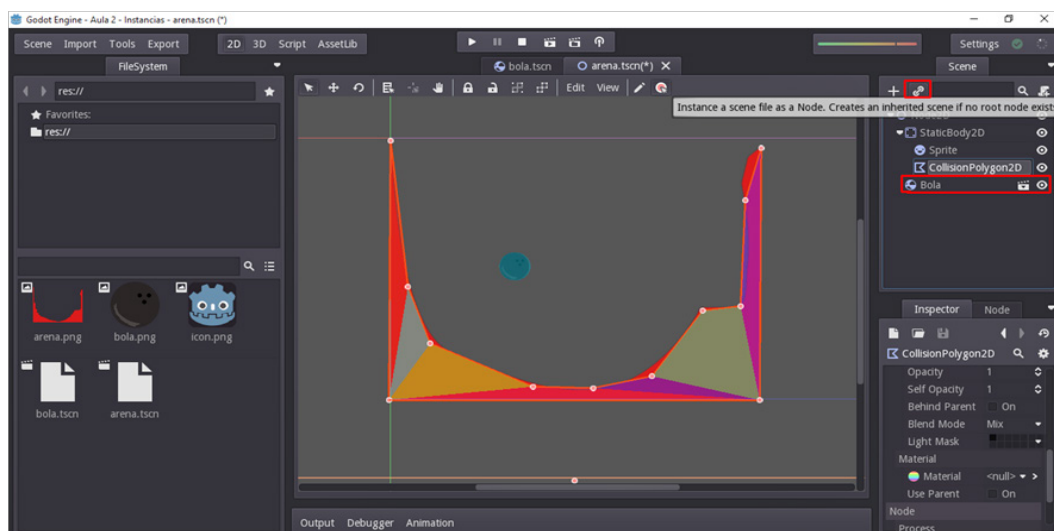 Godot Engine - Aula 2 - Instancias - arena.tscn (*)
Scene Import Tools Export 2D 3D Script AssetLib Settings
FileSystem
bola.tscn
arena.tscn(*)
Scene
res://
Edit View
Instance a scene file as a Node. Creates an inherited scene if no root node exists
Favorites:
res://
StaticBody2D
Sprite
CollisionPolygon2D
Bola
arena.png
bola.png
icon.png
bola.tscn
arena.tscn
Inspector Node
CollisionPolygon2D
Opacity 1
Self Opacity 1
Behind Parent On
Blend Mode Mix
Light Mask
Material
Material <null>
Use Parent On
Node
Process
Output Debugger Animation